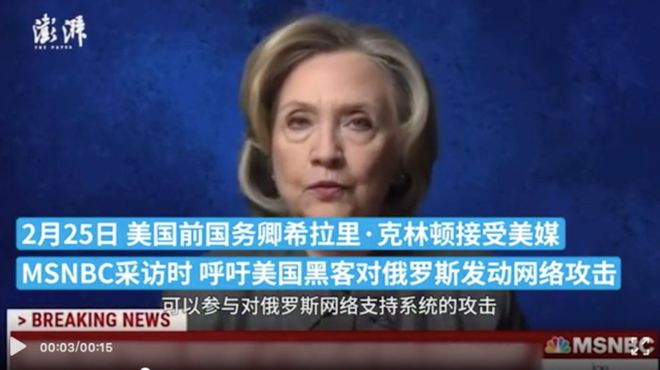 澎湃
THE PAPER
2月25日 美国前国务卿希拉里·克林顿接受美媒
MSNBC采访时 呼吁美国黑客对俄罗斯发动网络攻击
可以参与对俄罗斯网络支持系统的攻击
> BREAKING NEWS
00:03/00:15
MSNBC